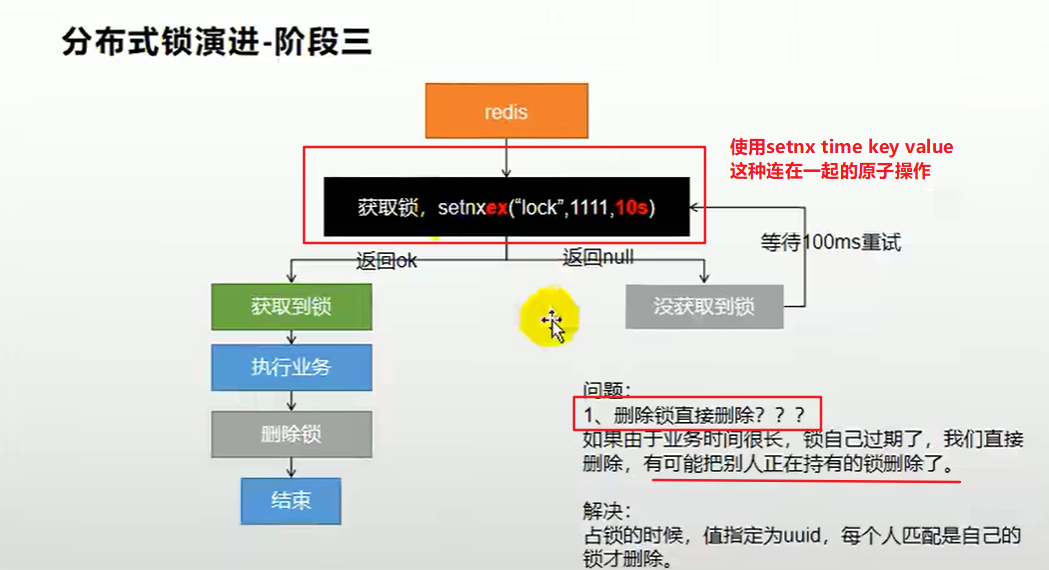 分布式锁演进-阶段三
redis
使用setnx time key value
这种连在一起的原子操作
获取锁，setnxex(“lock”,1111,10s)
等待100ms重试
返回ok
返回null
获取到锁
没获取到锁
执行业务
删除锁
结束
问题：
1、删除锁直接删除？？？
如果由于业务时间很长，锁自己过期了，我们直接
删除，有可能把别人正在持有的锁删除了。
解决：
占锁的时候，值指定为uuid，每个人匹配是自己的
锁才删除。